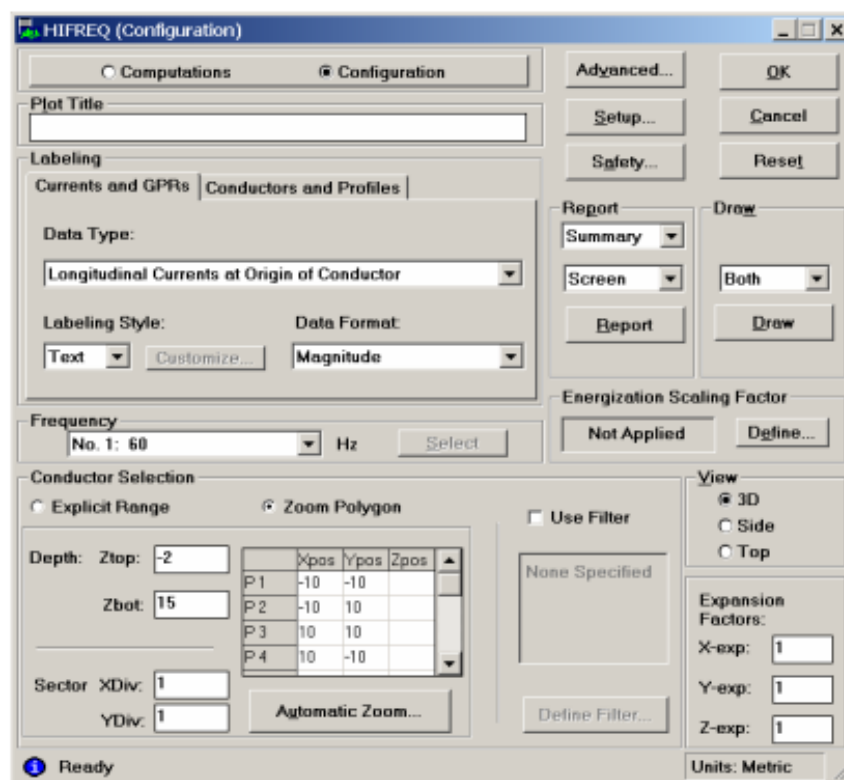 HIFREQ (Configuration)
Computations Configuration
Advanced... OK
Plot Title
Setup... Cancel
Labeling
Safety... Reset
Currents and GPRs Conductors and Profiles
Report Draw
Data Type:
Summary
Longitudinal Currents at Origin of Conductor
Screen Both
Labeling Style: Data Format:
Report Draw
Text Customize... Magnitude
Energization Scaling Factor
Frequency
Not Applied Define...
No. 1: 60 Hz Select
Conductor Selection
View
Explicit Range Zoom Polygon
3D
Use Filter
Side
Top
Depth: Ztop: -2
Xpos Ypos Zpos
None Specified
P 1 -10 -10
Zbot: 15
P 2 -10 10
Expansion
Factors:
P 3 10 10
X-exp: 1
P 4 10 -10
Sector XDiv: 1
Y-exp: 1
YDiv: 1
Automatic Zoom...
Define Filter...
Z-exp: 1
Ready
Units: Metric